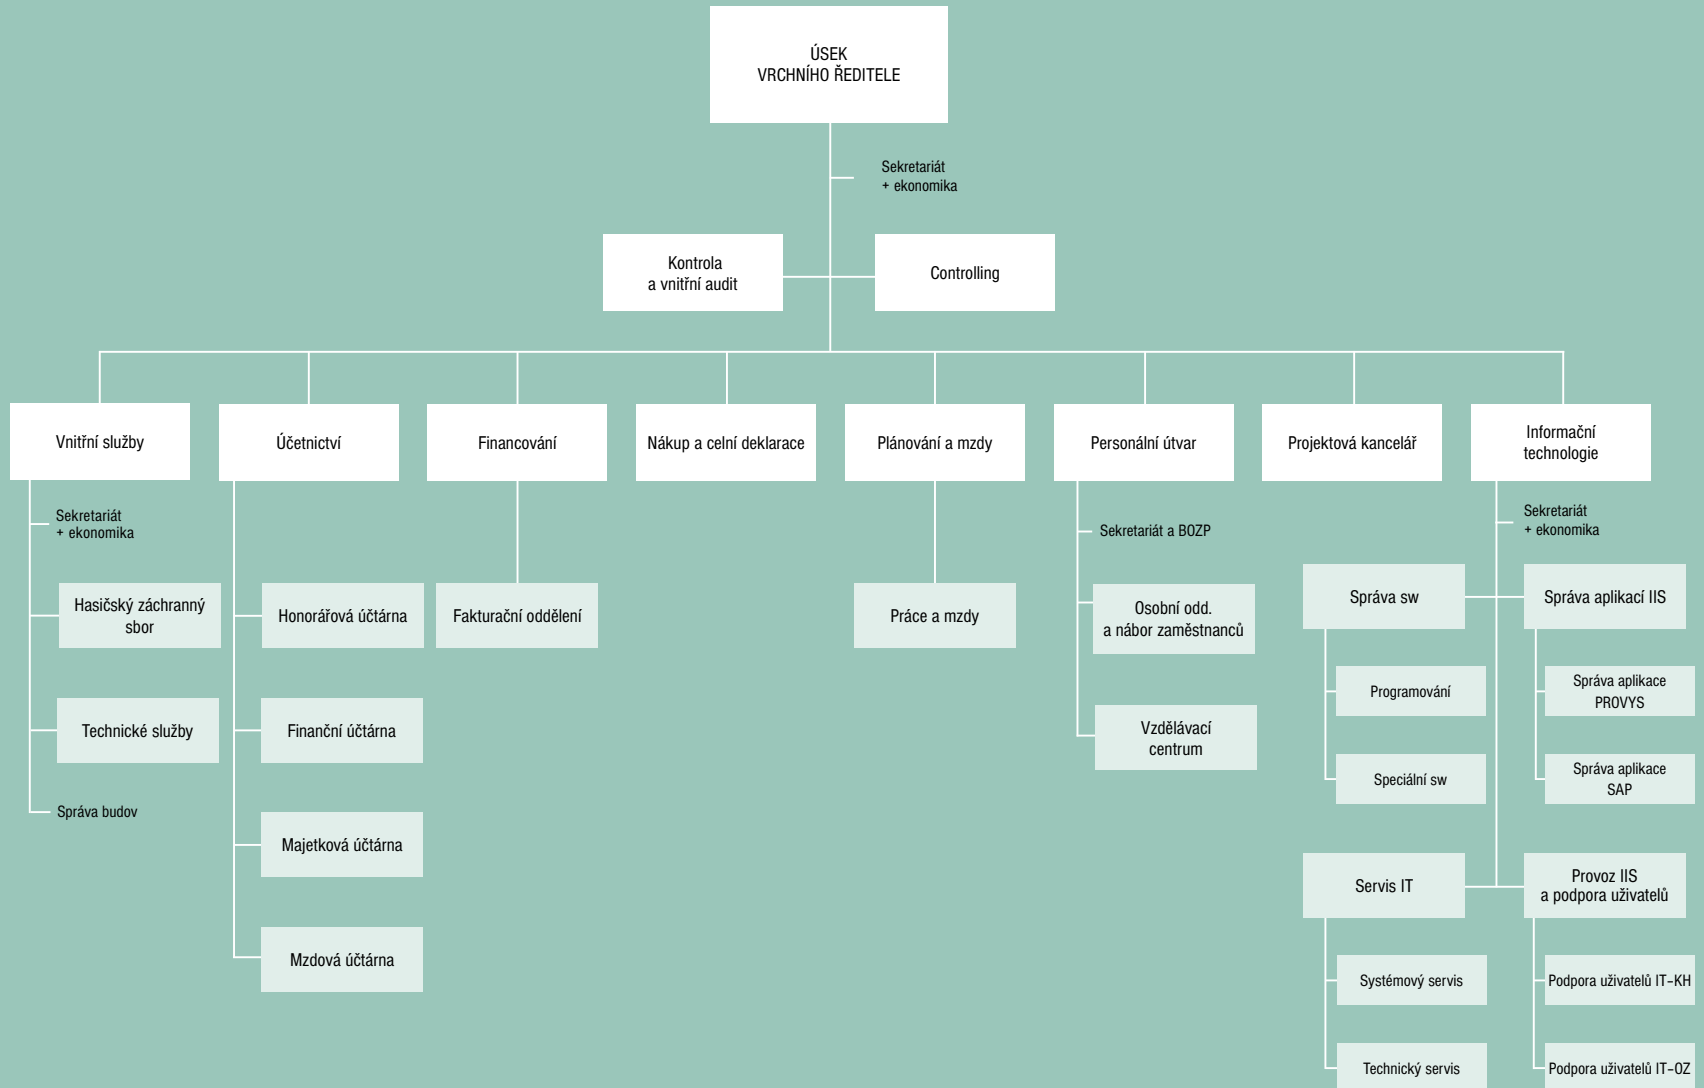 ÚSEK
VRCHNÍHO ŘEDITELE
Sekretariát
+ ekonomika
Kontrola
a vnitřní audit
Controlling
Vnitřní služby
Účetnictví
Financování
Nákup a celní deklarace
Plánování a mzdy
Personální útvar
Projektová kancelář
Informační
technologie
Sekretariát
+ ekonomika
Sekretariát a BOZP
Sekretariát
+ ekonomika
Hasičský záchranný
sbor
Honorářová účtárna
Fakturační oddělení
Práce a mzdy
Osobní odd.
a nábor zaměstnanců
Správa sw
Správa aplikací IIS
Programování
Správa aplikace
PROVYS
Technické služby
Finanční účtárna
Vzdělávací
centrum
Speciální sw
Správa aplikace
SAP
Správa budov
Majetková účtárna
Servis IT
Provoz IIS
a podpora uživatelů
Mzdová účtárna
Systémový servis
Podpora uživatelů IT–KH
Technický servis
Podpora uživatelů IT–OZ